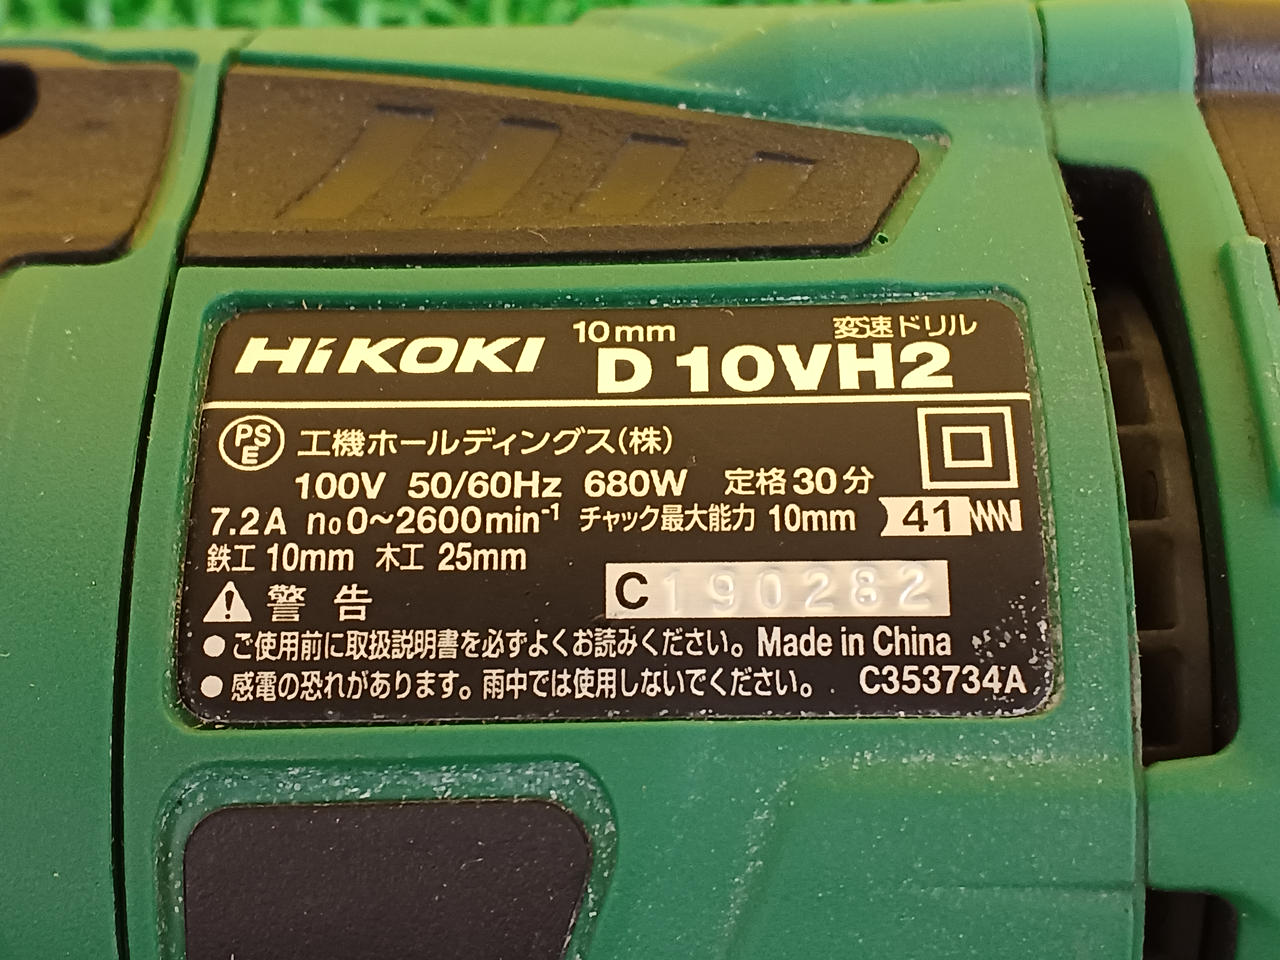 HiKOKI 10mm 変速ドリル
D10VH2
PSE 工機ホールディングス(株)
100V 50/60Hz 680W 定格30分
7.2A n₀0~2600min⁻¹ チャック最大能力 10mm 41
鉄工 10mm 木工 25mm
警告 C190282
●ご使用前に取扱説明書を必ずよくお読みください。Made in China
●感電の恐れがあります。雨中では使用しないでください。 C353734A